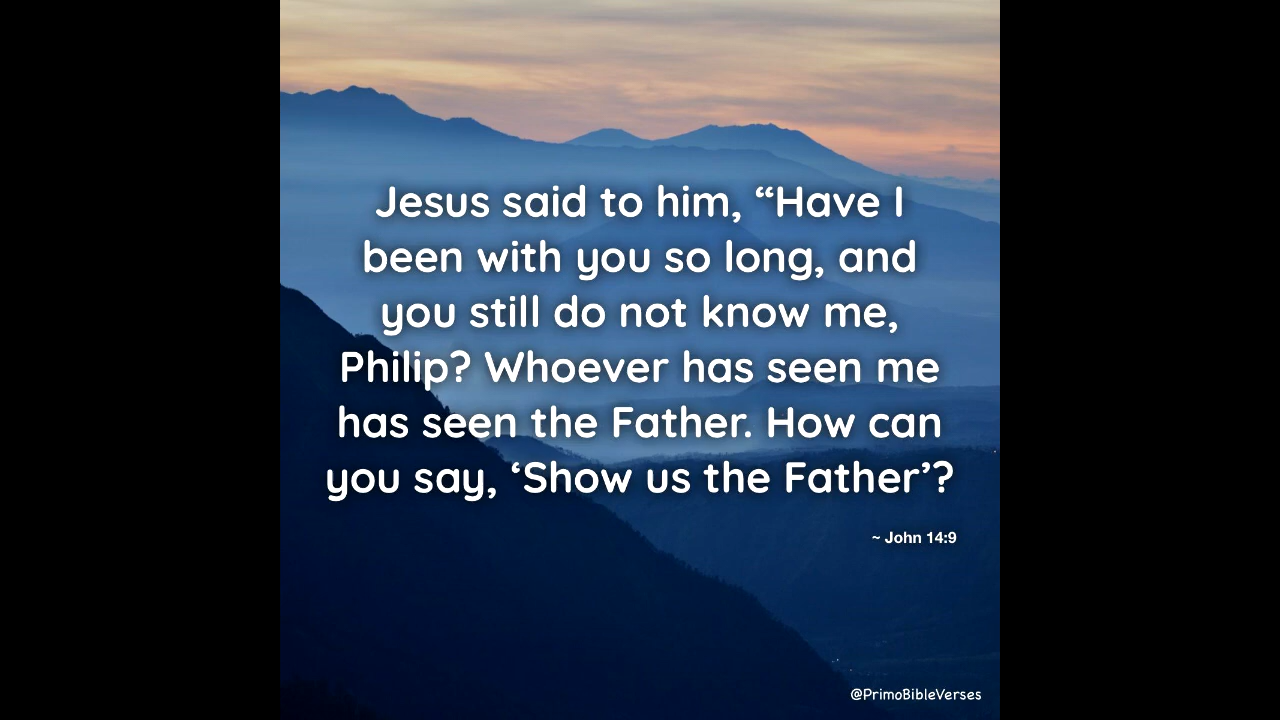 Jesus said to him, “Have I
been with you so long, and
you still do not know me,
Philip? Whoever has seen me
has seen the Father. How can
you say, ‘Show us the Father’?
~ John 14:9
@PrimoBibleVerses